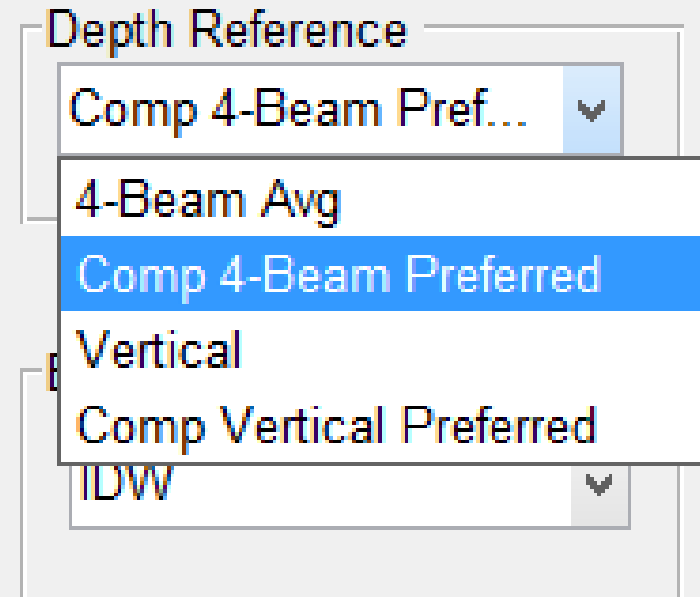 Depth Reference
Comp 4-Beam Pref...
4-Beam Avg
Comp 4-Beam Preferred
Vertical
Comp Vertical Preferred
IDW